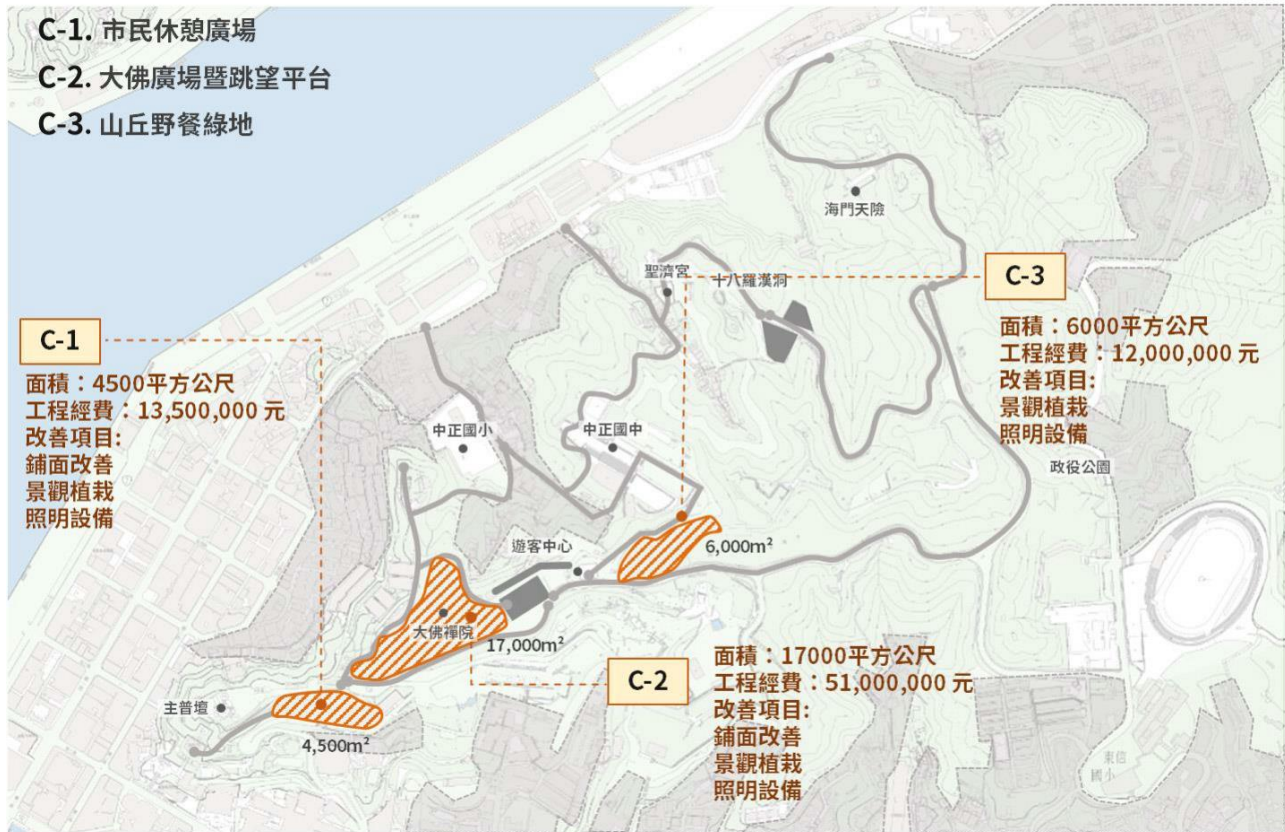 C-1. 市民休憩廣場
C-2. 大佛廣場暨跳望平台
C-3. 山丘野餐綠地
海門天險
聖濟宮
十八羅漢洞
C-3
面積：6000平方公尺
工程經費：12,000,000 元
改善項目:
景觀植栽
照明設備
C-1
面積：4500平方公尺
工程經費：13,500,000 元
改善項目:
鋪面改善
景觀植栽
照明設備
中正國小
中正國中
政役公園
遊客中心
6,000m²
大佛禪院
17,000m²
C-2
面積：17000平方公尺
工程經費：51,000,000 元
改善項目:
鋪面改善
景觀植栽
照明設備
主普壇
4,500m²
東信
國小